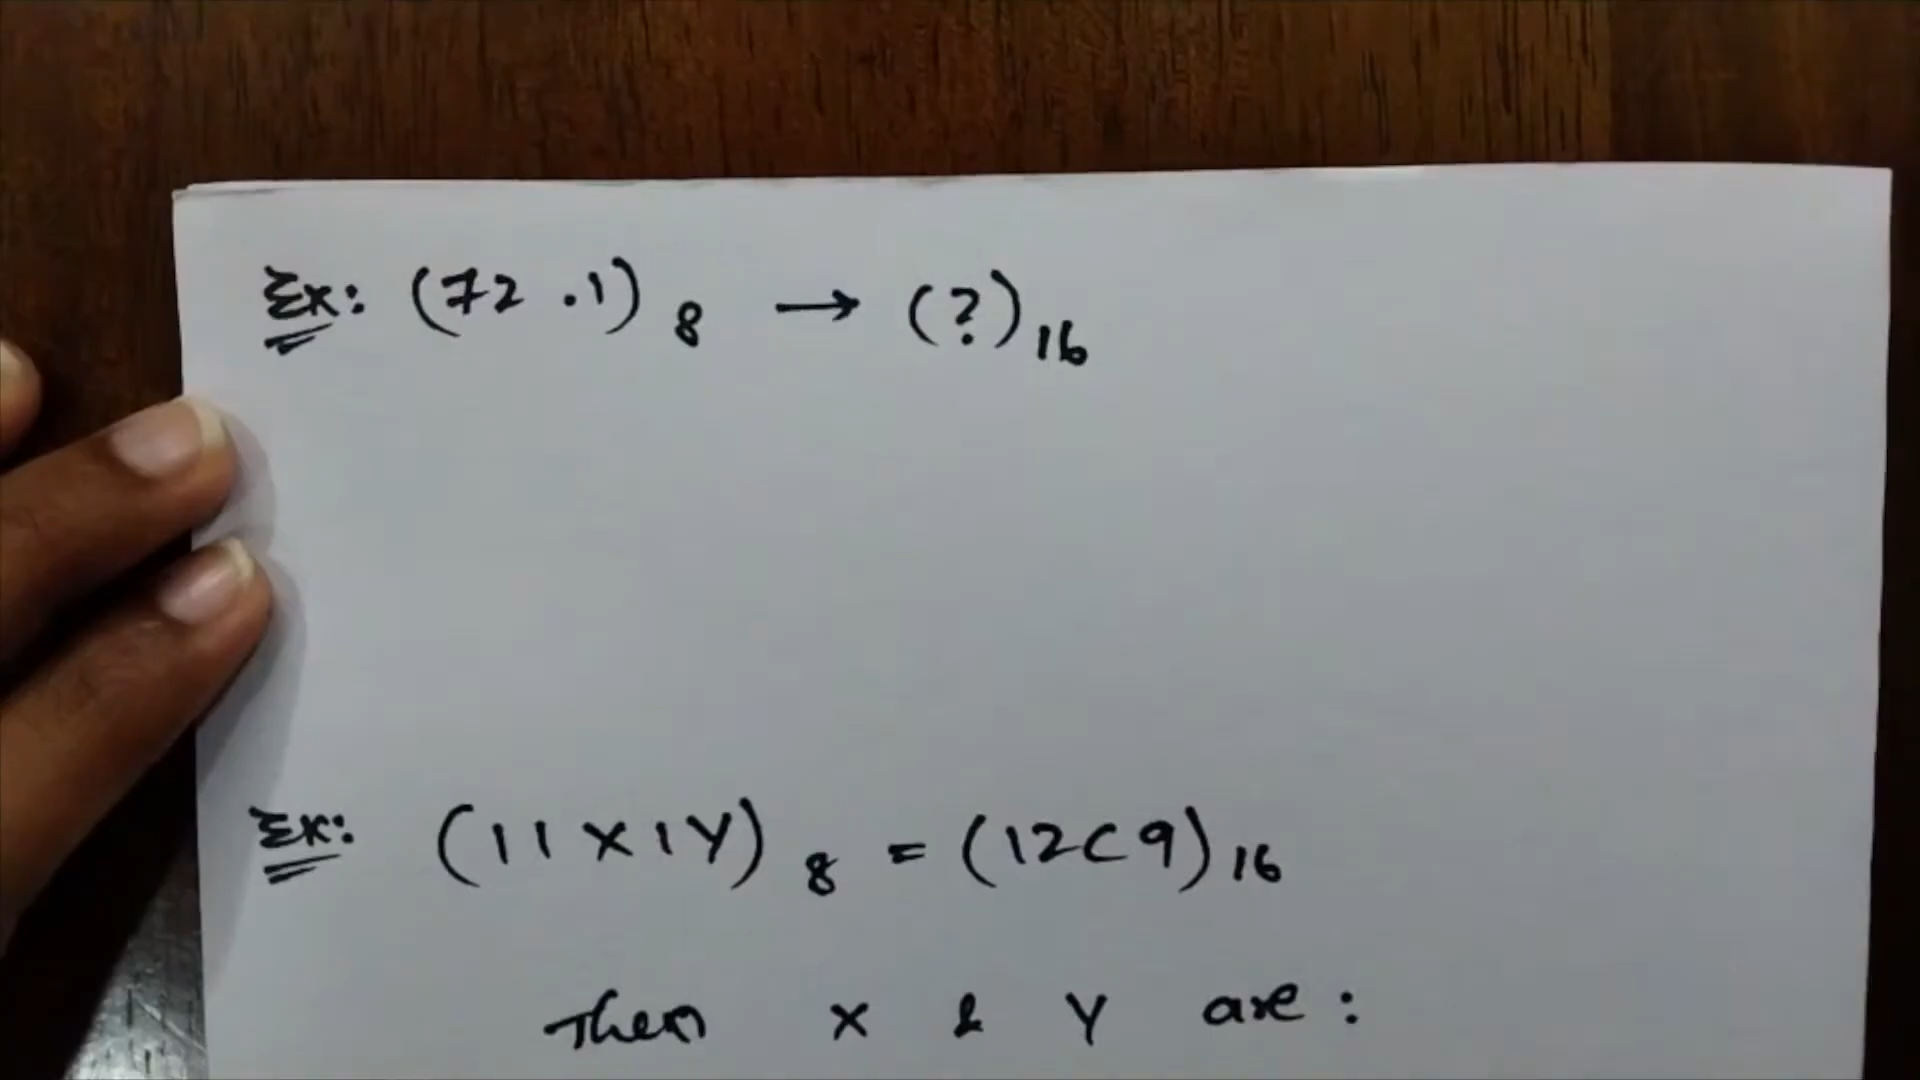 Ex: (72.1)8 → (?)16
Ex: (11X1Y)8 = (12C9)16
Then X & Y are: